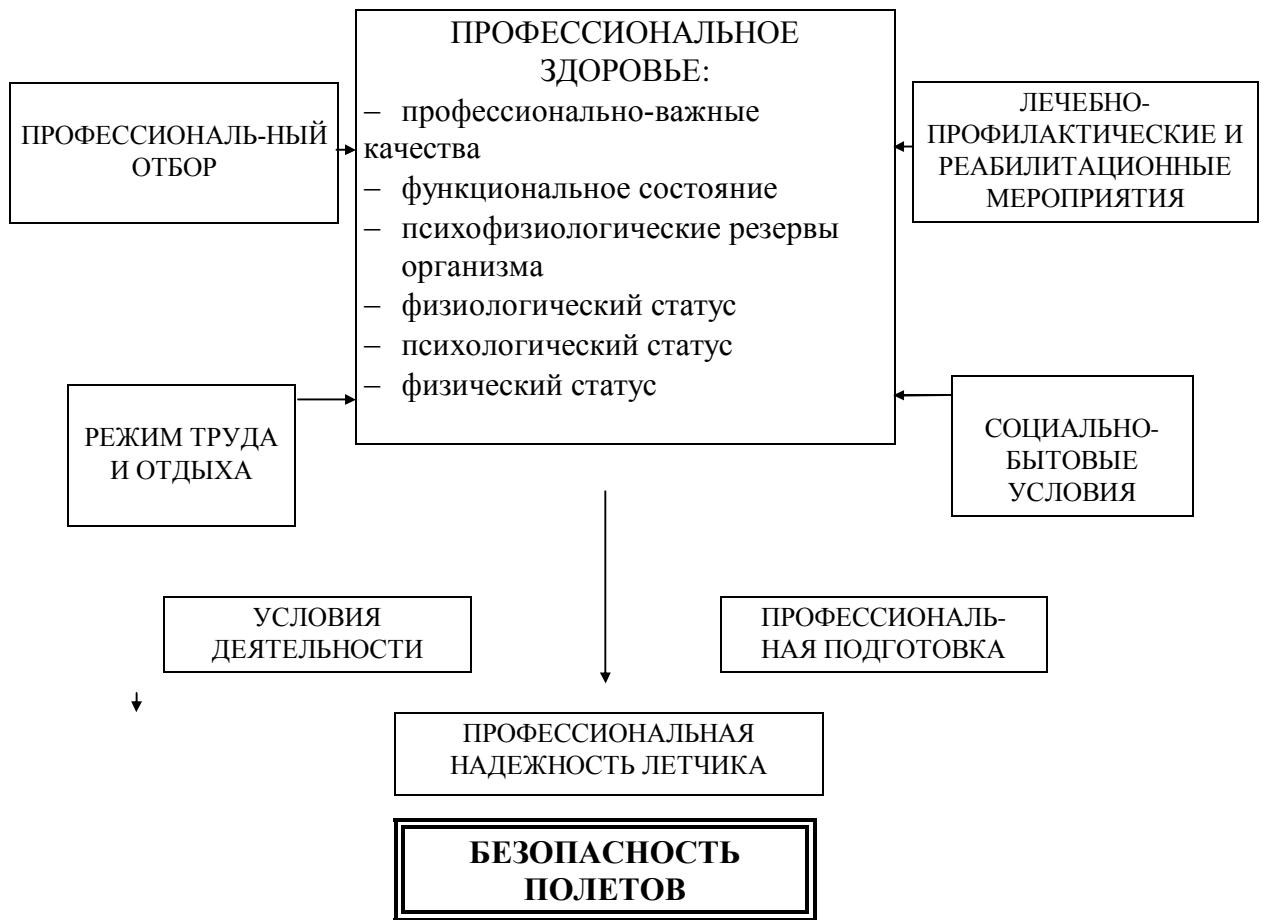 ПРОФЕССИОНАЛЬНОЕ
ЗДОРОВЬЕ:
– профессионально-важные
качества
– функциональное состояние
– психофизиологические резервы
организма
– физиологический статус
– психологический статус
– физический статус
ПРОФЕССИОНАЛЬ-НЫЙ
ОТБОР
ЛЕЧЕБНО-
ПРОФИЛАКТИЧЕСКИЕ И
РЕАБИЛИТАЦИОННЫЕ
МЕРОПРИЯТИЯ
РЕЖИМ ТРУДА
И ОТДЫХА
СОЦИАЛЬНО-
БЫТОВЫЕ
УСЛОВИЯ
УСЛОВИЯ
ДЕЯТЕЛЬНОСТИ
ПРОФЕССИОНАЛЬ-
НАЯ ПОДГОТОВКА
ПРОФЕССИОНАЛЬНАЯ
НАДЕЖНОСТЬ ЛЕТЧИКА
БЕЗОПАСНОСТЬ
ПОЛЕТОВ